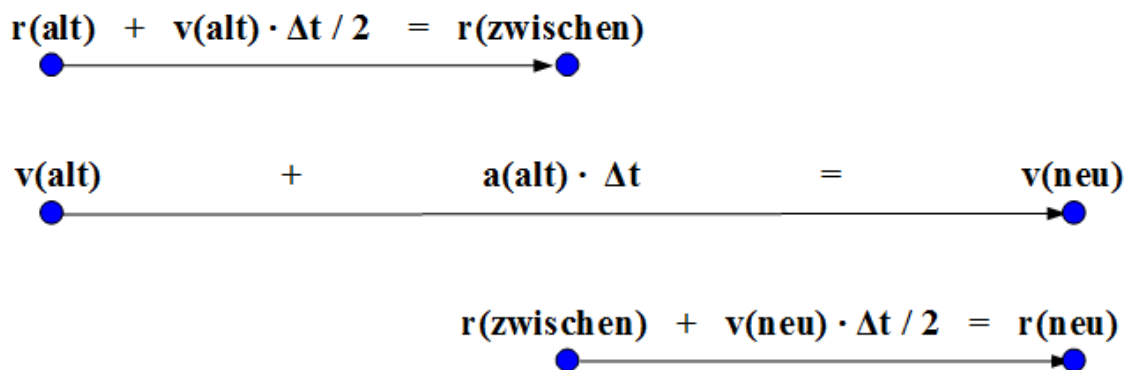 r(alt) + v(alt) · Δt / 2 = r(zwischen)
v(alt) + a(alt) · Δt = v(neu)
r(zwischen) + v(neu) · Δt / 2 = r(neu)